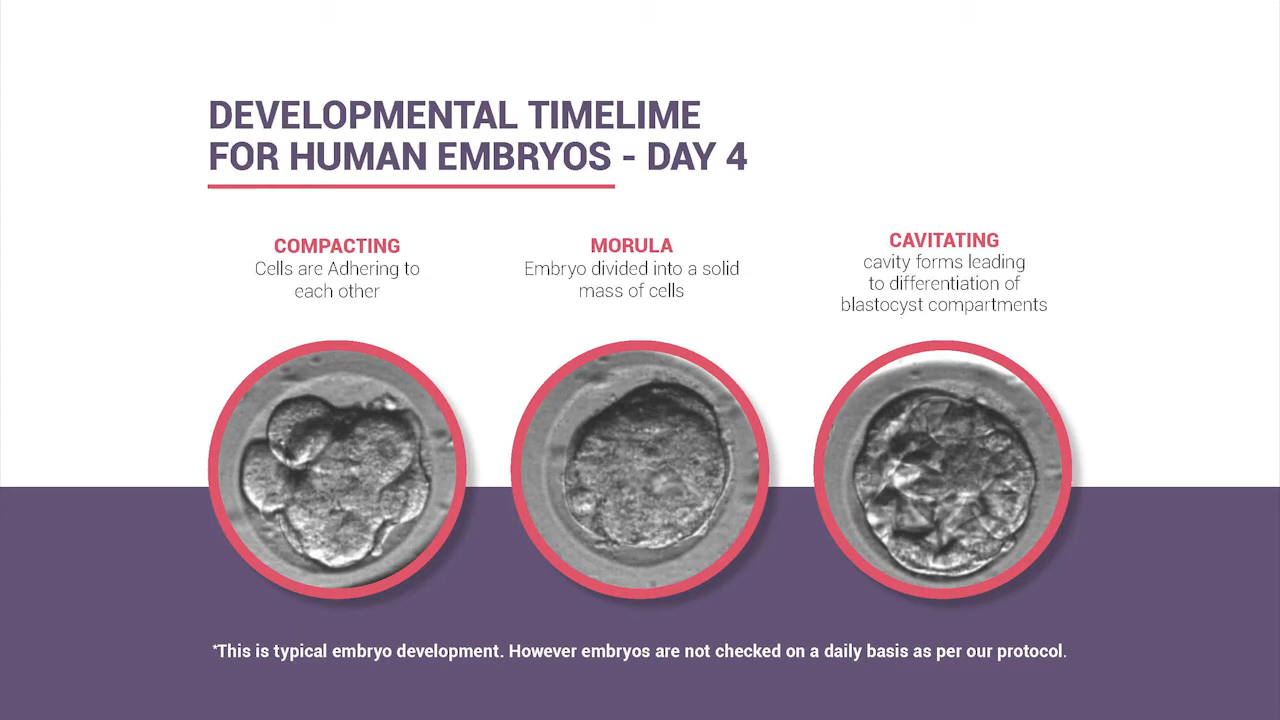 DEVELOPMENTAL TIMELIME
FOR HUMAN EMBRYOS - DAY 4
COMPACTING
Cells are Adhering to
each other
MORULA
Embryo divided into a solid
mass of cells
CAVITATING
cavity forms leading
to differentiation of
blastocyst compartments
*This is typical embryo development. However embryos are not checked on a daily basis as per our protocol.